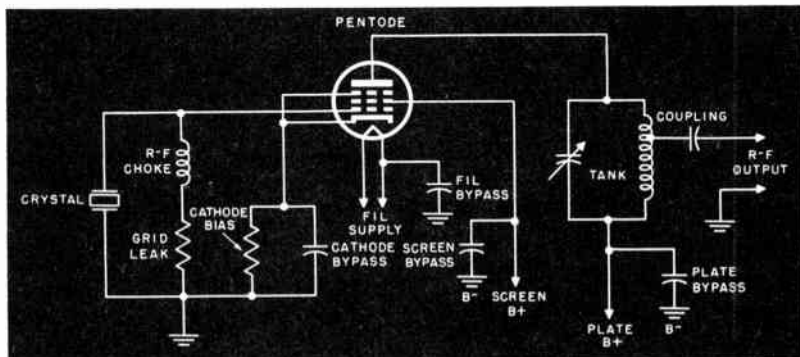 PENTODE
COUPLING
R-F
CHOKE
R-F
OUTPUT
TANK
CRYSTAL
FIL
BYPASS
CATHODE
BIAS
FIL
SUPPLY
GRID
LEAK
CATHODE
BYPASS
SCREEN
BYPASS
PLATE
BYPASS
B-
SCREEN
B+
PLATE
B+
B-